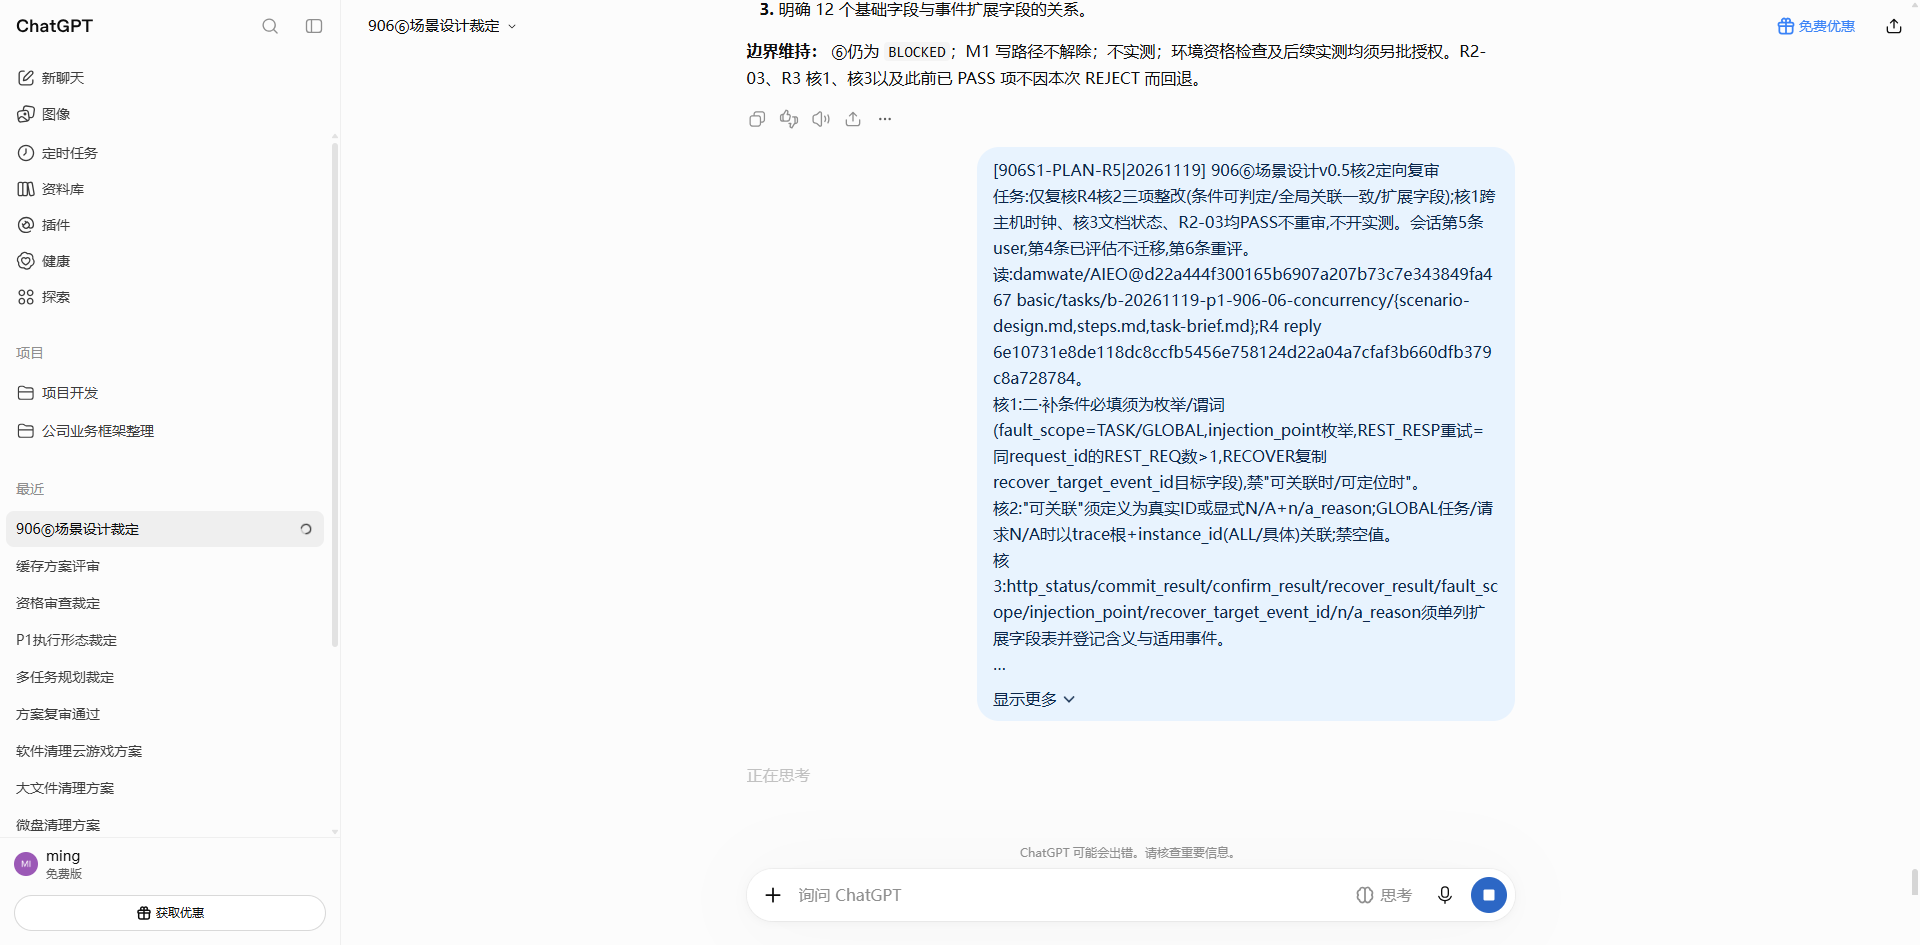 ChatGPT
新聊天
图像
定时任务
资料库
插件
健康
探索
项目
项目开发
公司业务框架整理
最近
906⑥场景设计裁定
缓存方案评审
资格审查裁定
P1执行形态裁定
多任务规划裁定
方案复审通过
软件清理云游戏方案
大文件清理方案
微盘清理方案
MI
ming
免费版
获取优惠
906⑥场景设计裁定
免费优惠
3. 明确 12 个基础字段与事件扩展字段的关系。
边界维持： ⑥仍为 BLOCKED；M1 写路径不解除；不实测；环境资格检查及后续实测均须另批授权。R2-
03、R3 核1、核3以及此前已 PASS 项不因本次 REJECT 而回退。
[906S1-PLAN-R5|20261119] 906⑥场景设计v0.5核2定向复审
任务:仅复核R4核2三项整改(条件可判定/全局关联一致/扩展字段);核1跨
主机时钟、核3文档状态、R2-03均PASS不重审,不开实测。会话第5条
user,第4条已评估不迁移,第6条重评。
读:damwate/AIEO@d22a444f300165b6907a207b73c7e343849fa4
67 basic/tasks/b-20261119-p1-906-06-concurrency/{scenario-
design.md,steps.md,task-brief.md};R4 reply
6e10731e8de118dc8ccfb5456e758124d22a04a7cfaf3b660dfb379
c8a728784。
核1:二·补条件必填须为枚举/谓词
(fault_scope=TASK/GLOBAL,injection_point枚举,REST_RESP重试=
同request_id的REST_REQ数>1,RECOVER复制
recover_target_event_id目标字段),禁"可关联时/可定位时"。
核2:"可关联"须定义为真实ID或显式N/A+n/a_reason;GLOBAL任务/请
求N/A时以trace根+instance_id(ALL/具体)关联;禁空值。
核
3:http_status/commit_result/confirm_result/recover_result/fault_sc
ope/injection_point/recover_target_event_id/n/a_reason须单列扩
展字段表并登记含义与适用事件。
...
显示更多
正在思考
ChatGPT 可能会出错。请核查重要信息。
询问 ChatGPT
思考